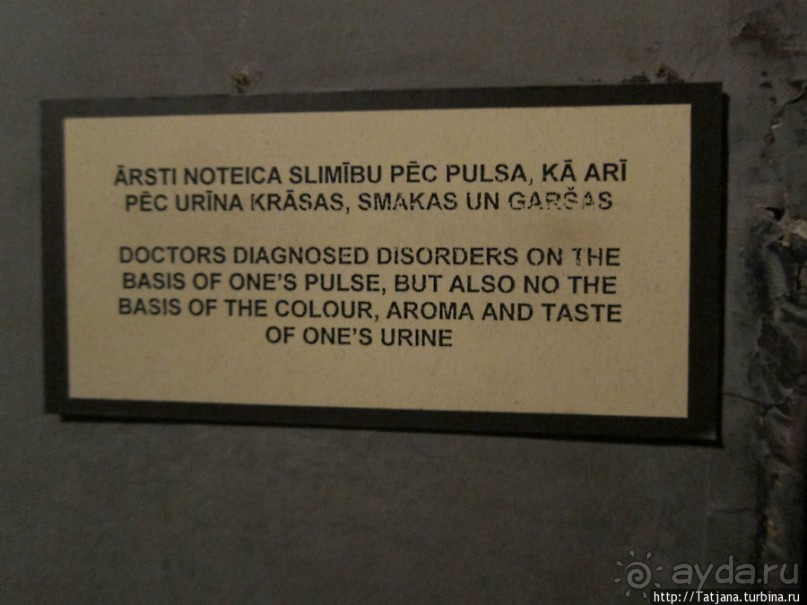 ĀRSTI NOTEICA SLIMĪBU PĒC PULSA, KĀ ARĪ
PĒC URĪNA KRĀSAS, SMAKAS UN GARŠAS
DOCTORS DIAGNOSED DISORDERS ON THE
BASIS OF ONE'S PULSE, BUT ALSO NO THE
BASIS OF THE COLOUR, AROMA AND TASTE
OF ONE'S URINE
ayda.ru
http://Tatjana.turbina.ru